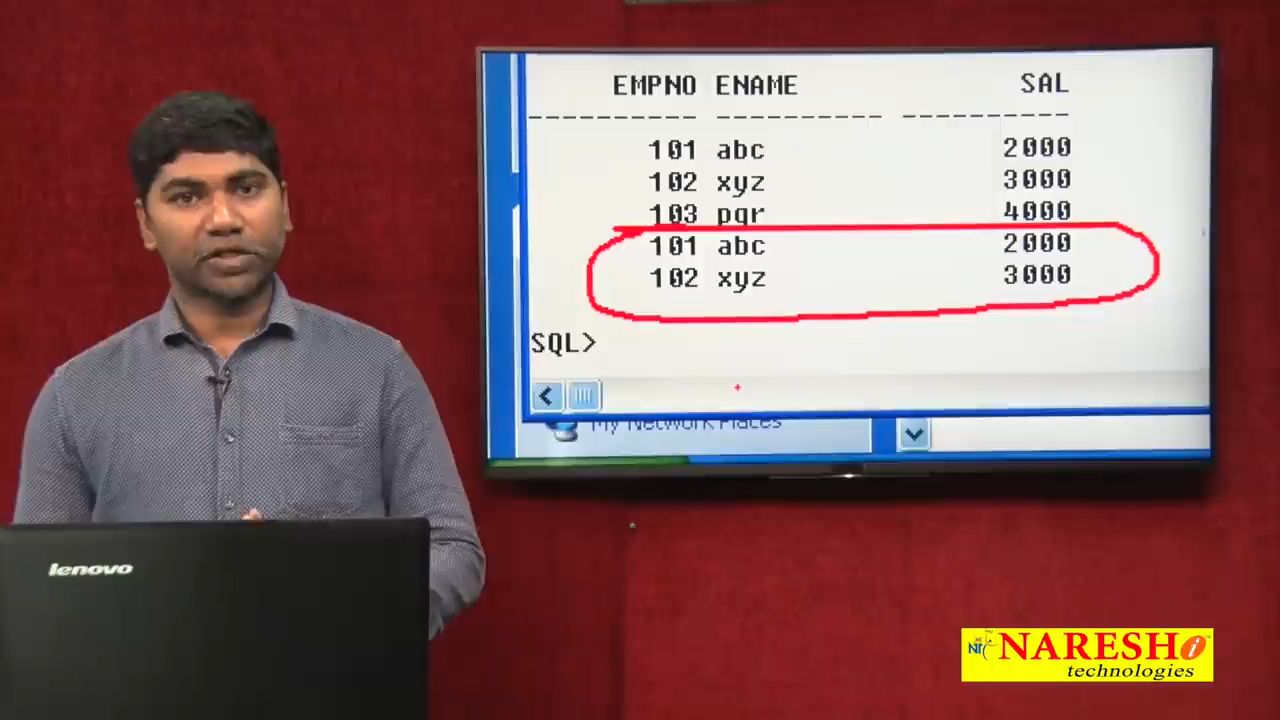 EMPNO ENAME SAL
---------- ---------- ----------
101 abc 2000
102 xyz 3000
103 pqr 4000
101 abc 2000
102 xyz 3000
SQL>
My Network Places
lenovo
NARESH i
technologies